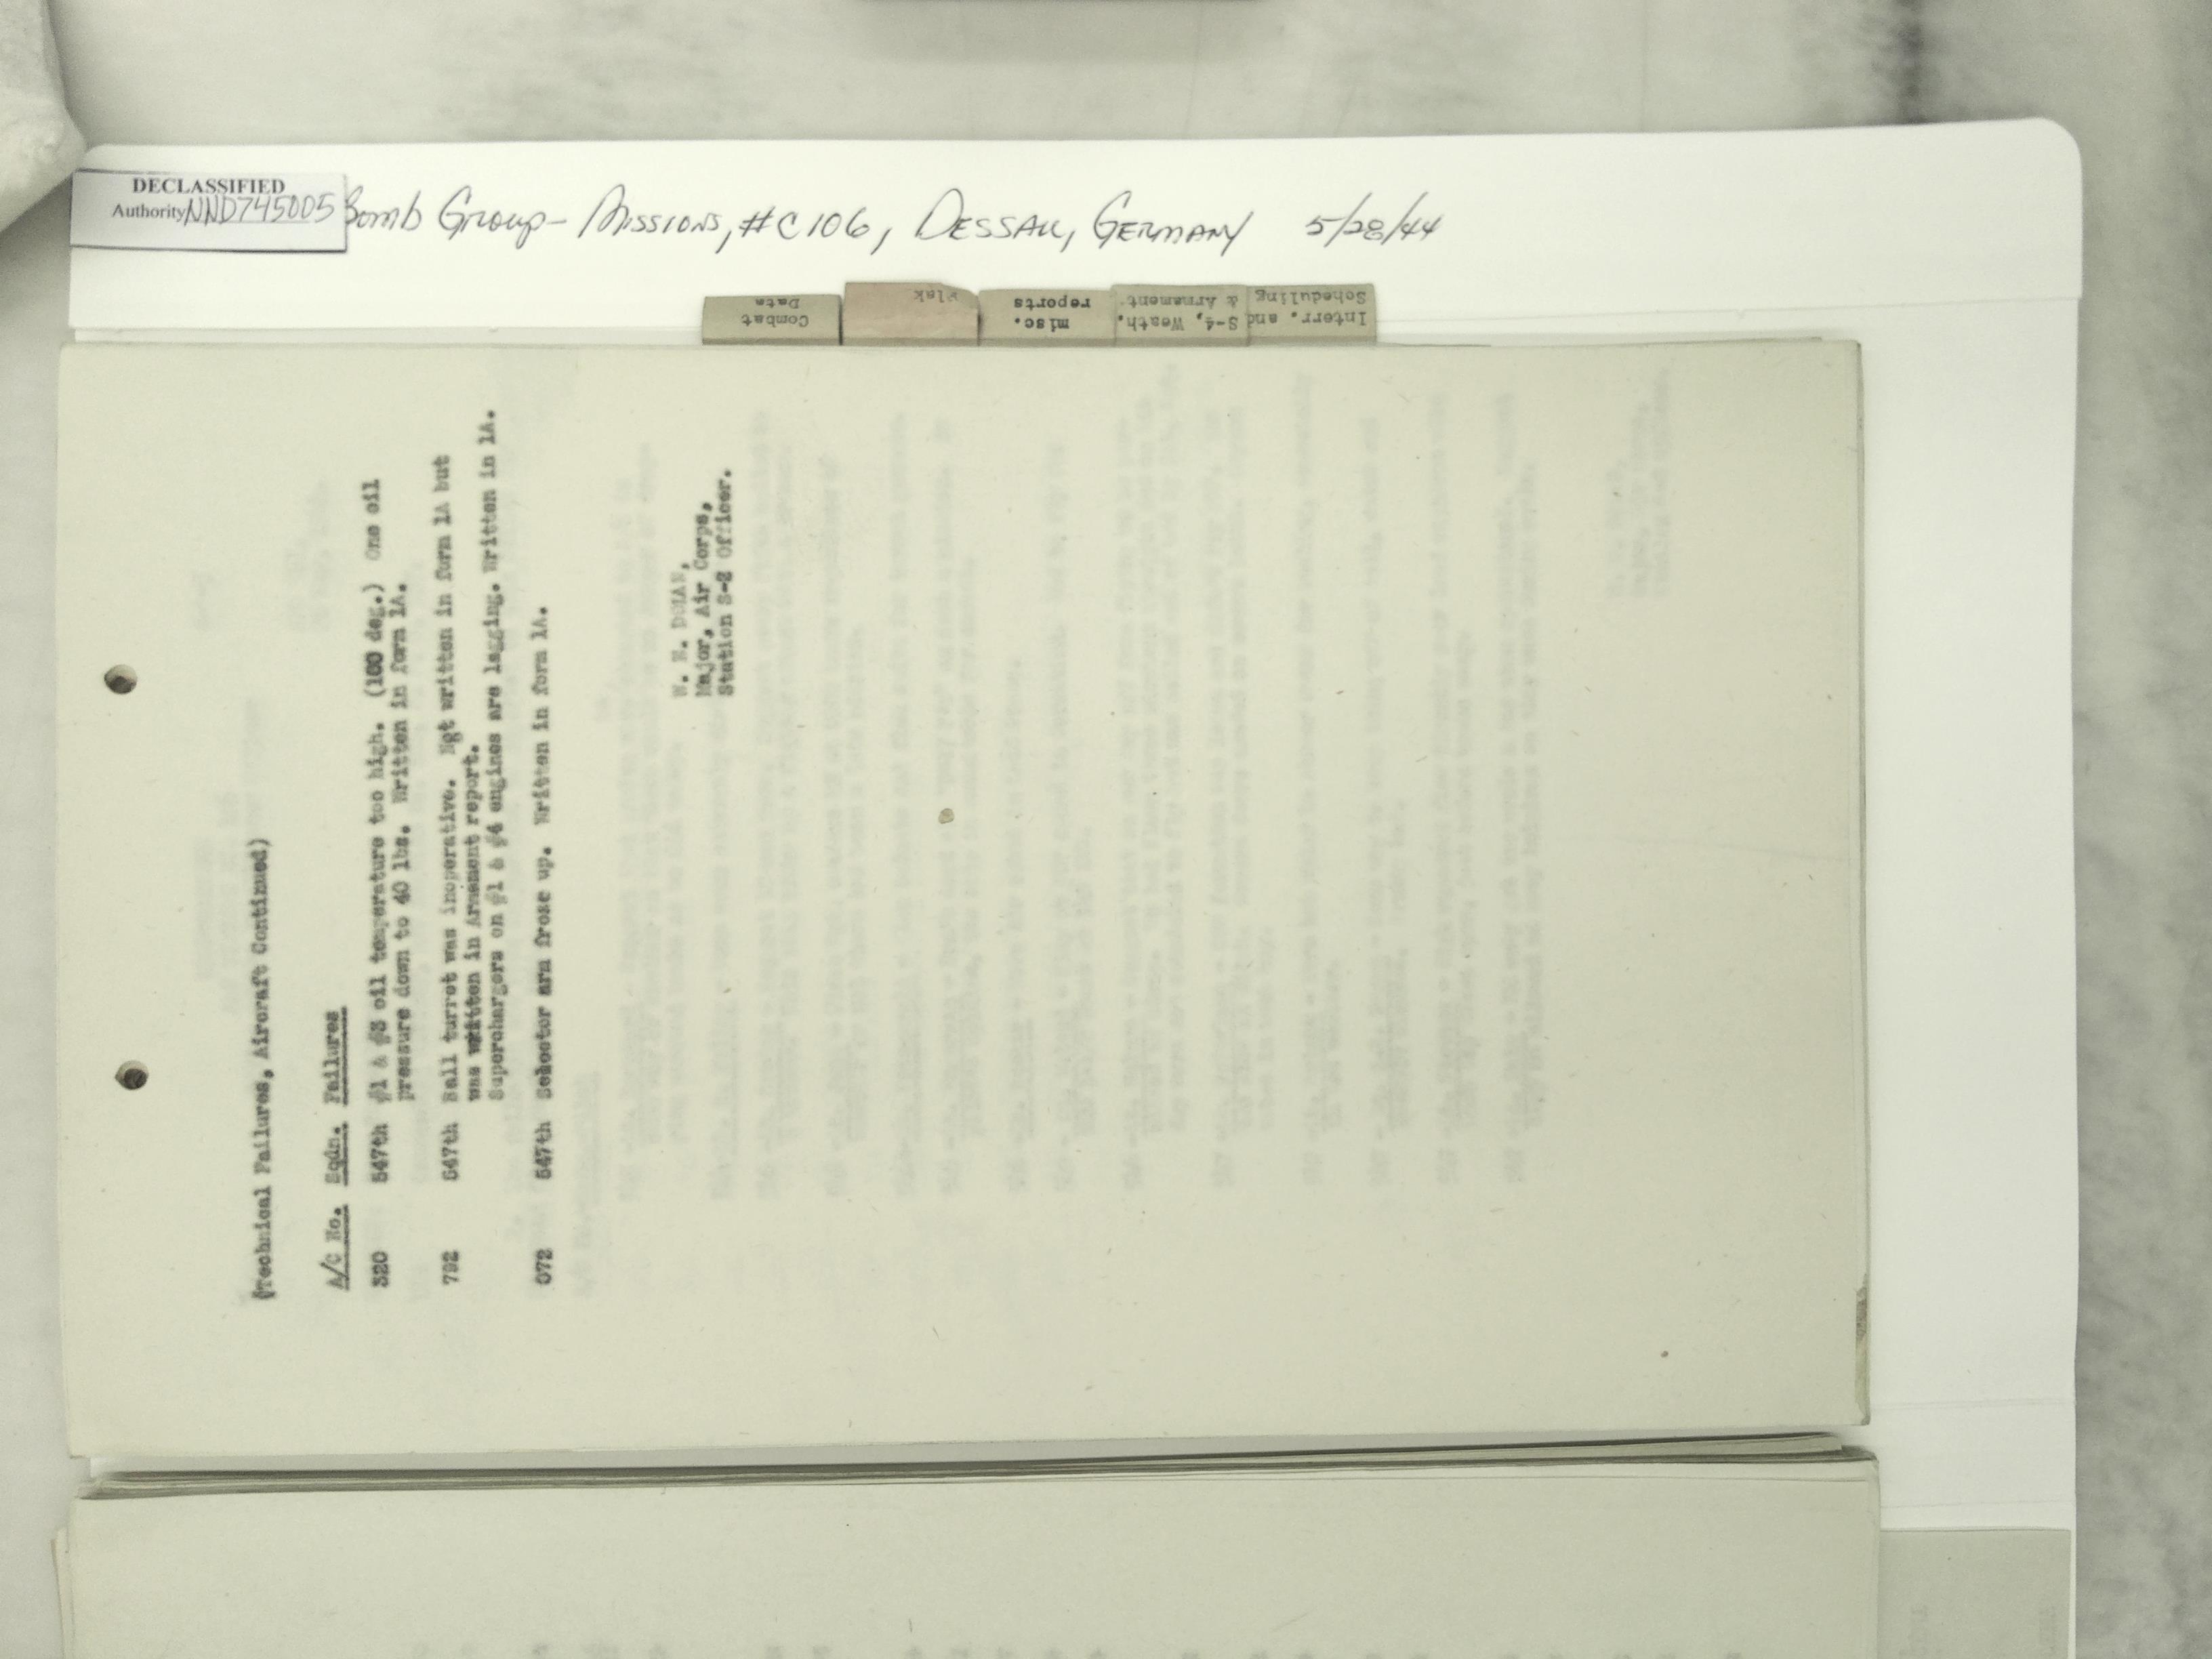 DECLASSIFIED
Authority NND745005
Bomb Group - Missions, #C106, Dessau, Germany 5/28/44
Combat
Data
Flak
misc.
reports
S-4, Weath.
& Armament
Interr. and
Scheduling
(Technical Failures, Aircraft Continued)
A/C No. Sqdn. Failures
320 547th #1 & #3 oil temperature too high. (100 deg.) One oil
pressure down to 40 lbs. Written in form 1A.
792 547th Ball turret was inoperative. Not written in form 1A but
was written in Armament report.
Superchargers on #1 & #4 engines are lagging. Written in 1A.
072 547th Selector arm froze up. Written in form 1A.
W. E. DOLAN,
Major, Air Corps,
Station S-2 Officer.